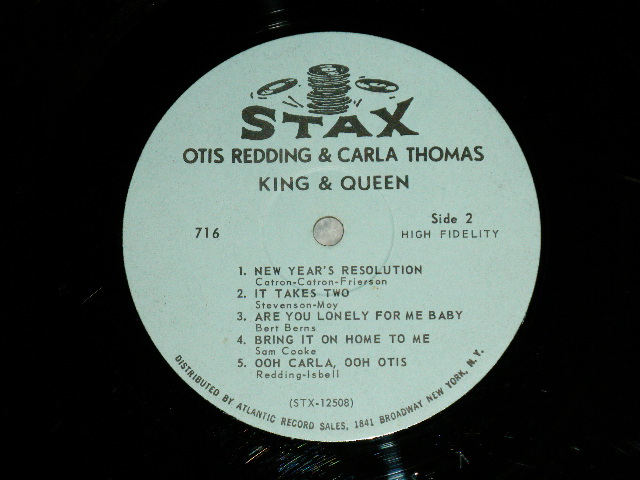 STAX
OTIS REDDING & CARLA THOMAS
KING & QUEEN
716
Side 2
HIGH FIDELITY
1. NEW YEAR'S RESOLUTION
Catron-Catron-Frierson
2. IT TAKES TWO
Stevenson-Moy
3. ARE YOU LONELY FOR ME BABY
Bert Berns
4. BRING IT ON HOME TO ME
Sam Cooke
5. OOH CARLA, OOH OTIS
Redding-Isbell
(STX-12508)
DISTRIBUTED BY ATLANTIC RECORD SALES, 1841 BROADWAY NEW YORK, N.Y.